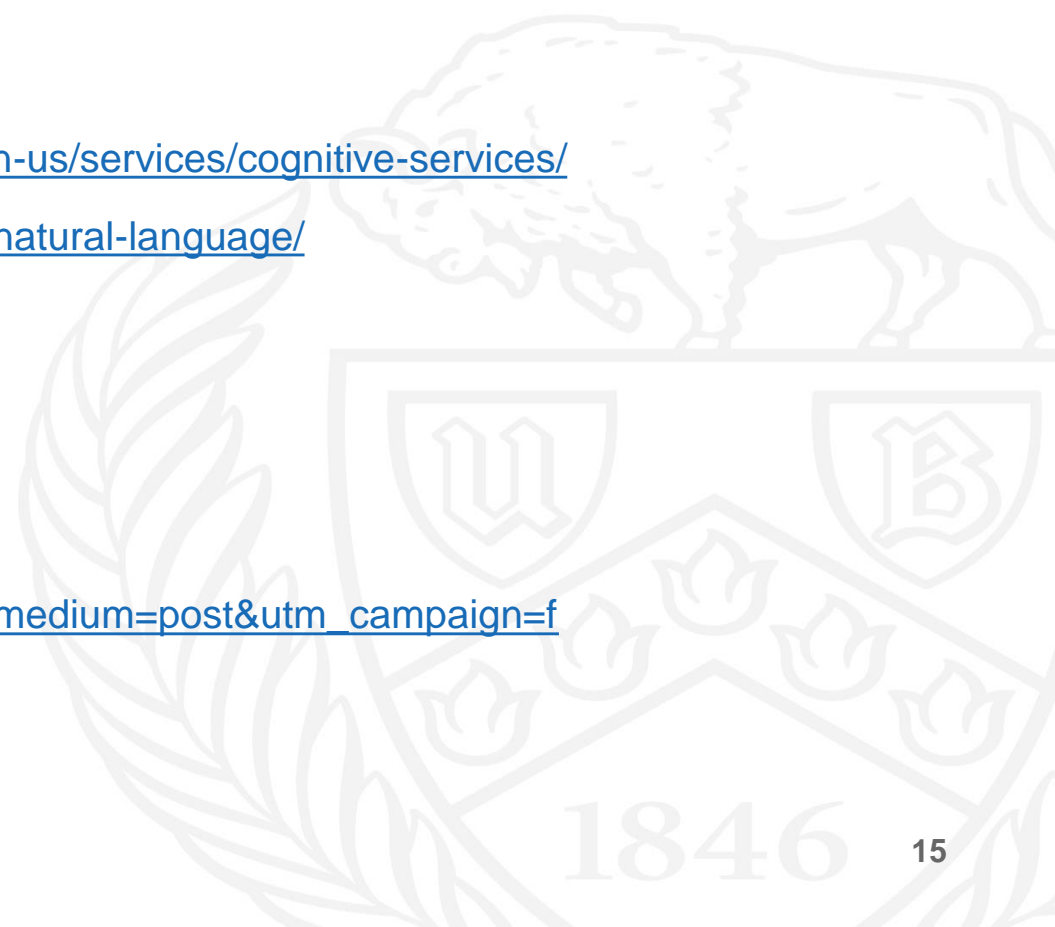 n-us/services/cognitive-services/
natural-language/
medium=post&utm_campaign=f
U B
1846
15